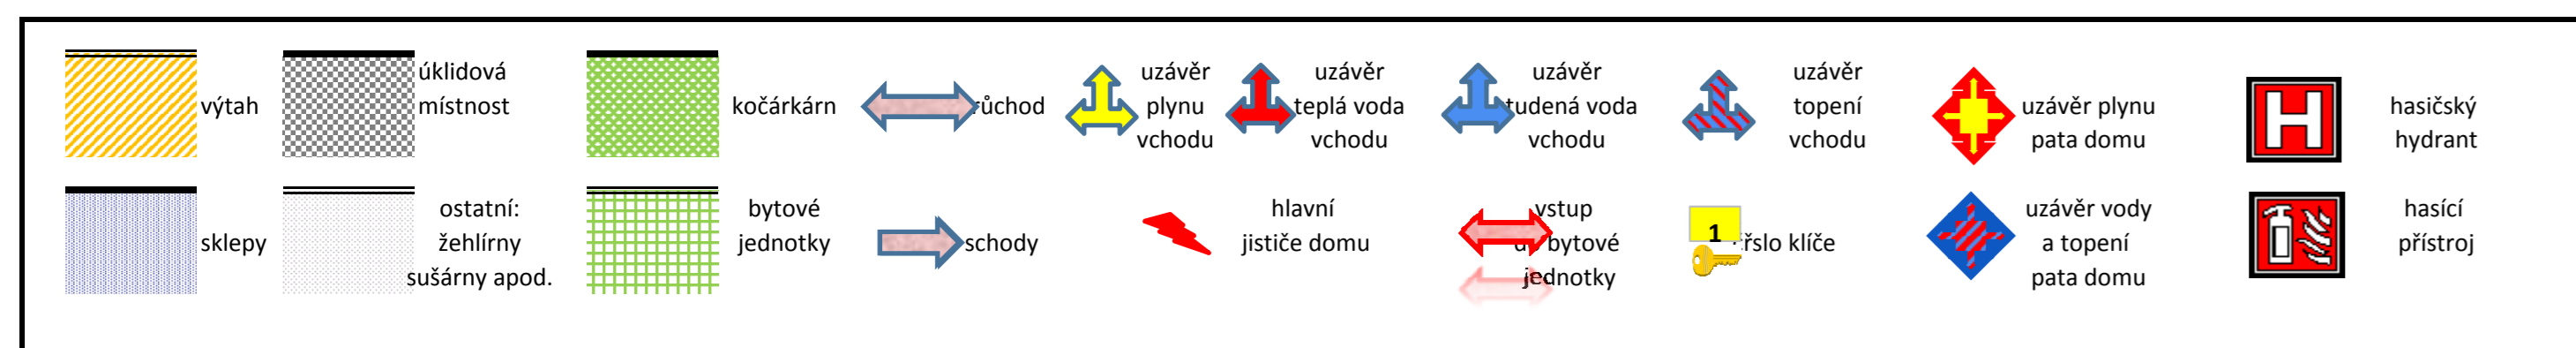 výtah
úklidová
místnost
kočárkárn
růchod
uzávěr
plynu
vchodu
uzávěr
teplá voda
vchodu
uzávěr
tudená voda
vchodu
uzávěr
topení
vchodu
uzávěr plynu
pata domu
H
hasičský
hydrant
sklepy
ostatní:
žehlírny
sušárny apod.
bytové
jednotky
schody
hlavní
jističe domu
vstup
bytové
jednotky
1
slo klíče
uzávěr vody
a topení
pata domu
hasící
přístroj